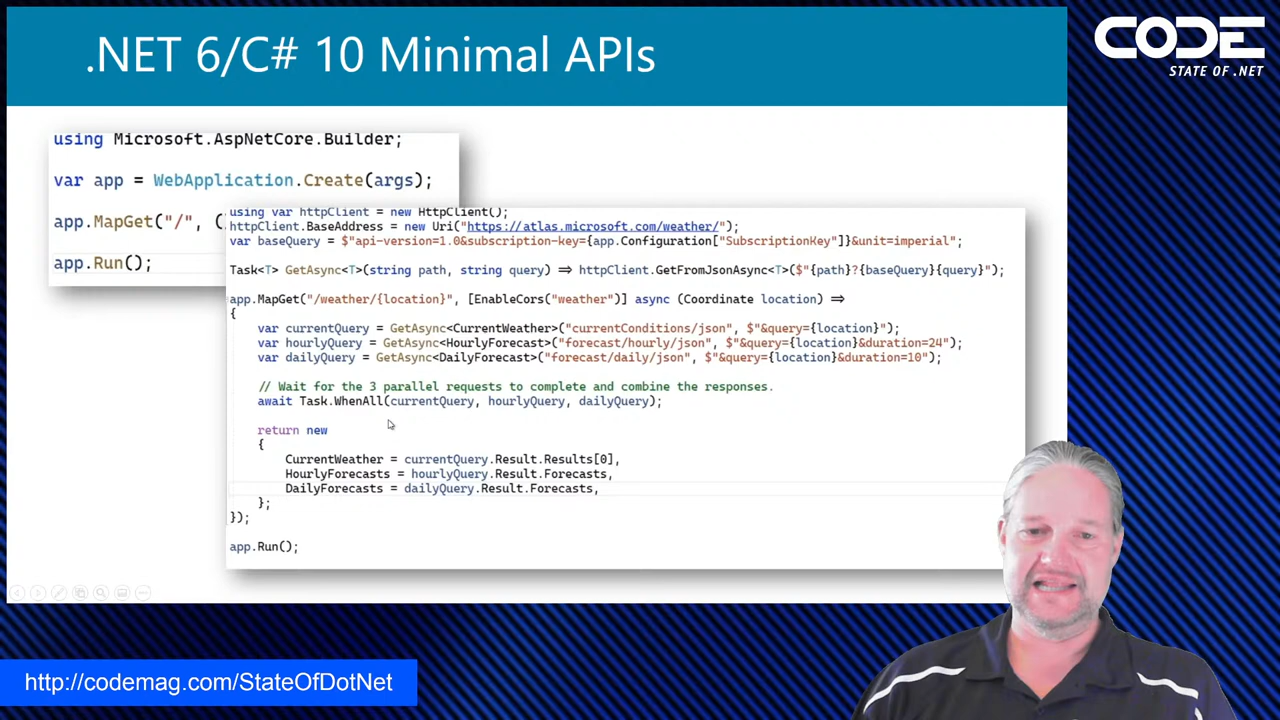 .NET 6/C# 10 Minimal APIs
CODE
STATE OF .NET
using Microsoft.AspNetCore.Builder;
var app = WebApplication.Create(args);
app.MapGet("/", (
app.Run();
using var httpClient = new HttpClient();
httpClient.BaseAddress = new Uri("https://atlas.microsoft.com/weather/");
var baseQuery = $"api-version=1.0&subscription-key={app.Configuration["SubscriptionKey"]}&unit=imperial";
Task<T> GetAsync<T>(string path, string query) => httpClient.GetFromJsonAsync<T>($"{path}?{baseQuery}{query}");
app.MapGet("/weather/{location}", [EnableCors("weather")] async (Coordinate location) =>
{
var currentQuery = GetAsync<CurrentWeather>("currentConditions/json", $"&query={location}");
var hourlyQuery = GetAsync<HourlyForecast>("forecast/hourly/json", $"&query={location}&duration=24");
var dailyQuery = GetAsync<DailyForecast>("forecast/daily/json", $"&query={location}&duration=10");
// Wait for the 3 parallel requests to complete and combine the responses.
await Task.WhenAll(currentQuery, hourlyQuery, dailyQuery);
return new
{
CurrentWeather = currentQuery.Result.Results[0],
HourlyForecasts = hourlyQuery.Result.Forecasts,
DailyForecasts = dailyQuery.Result.Forecasts,
};
});
app.Run();
http://codemag.com/StateOfDotNet